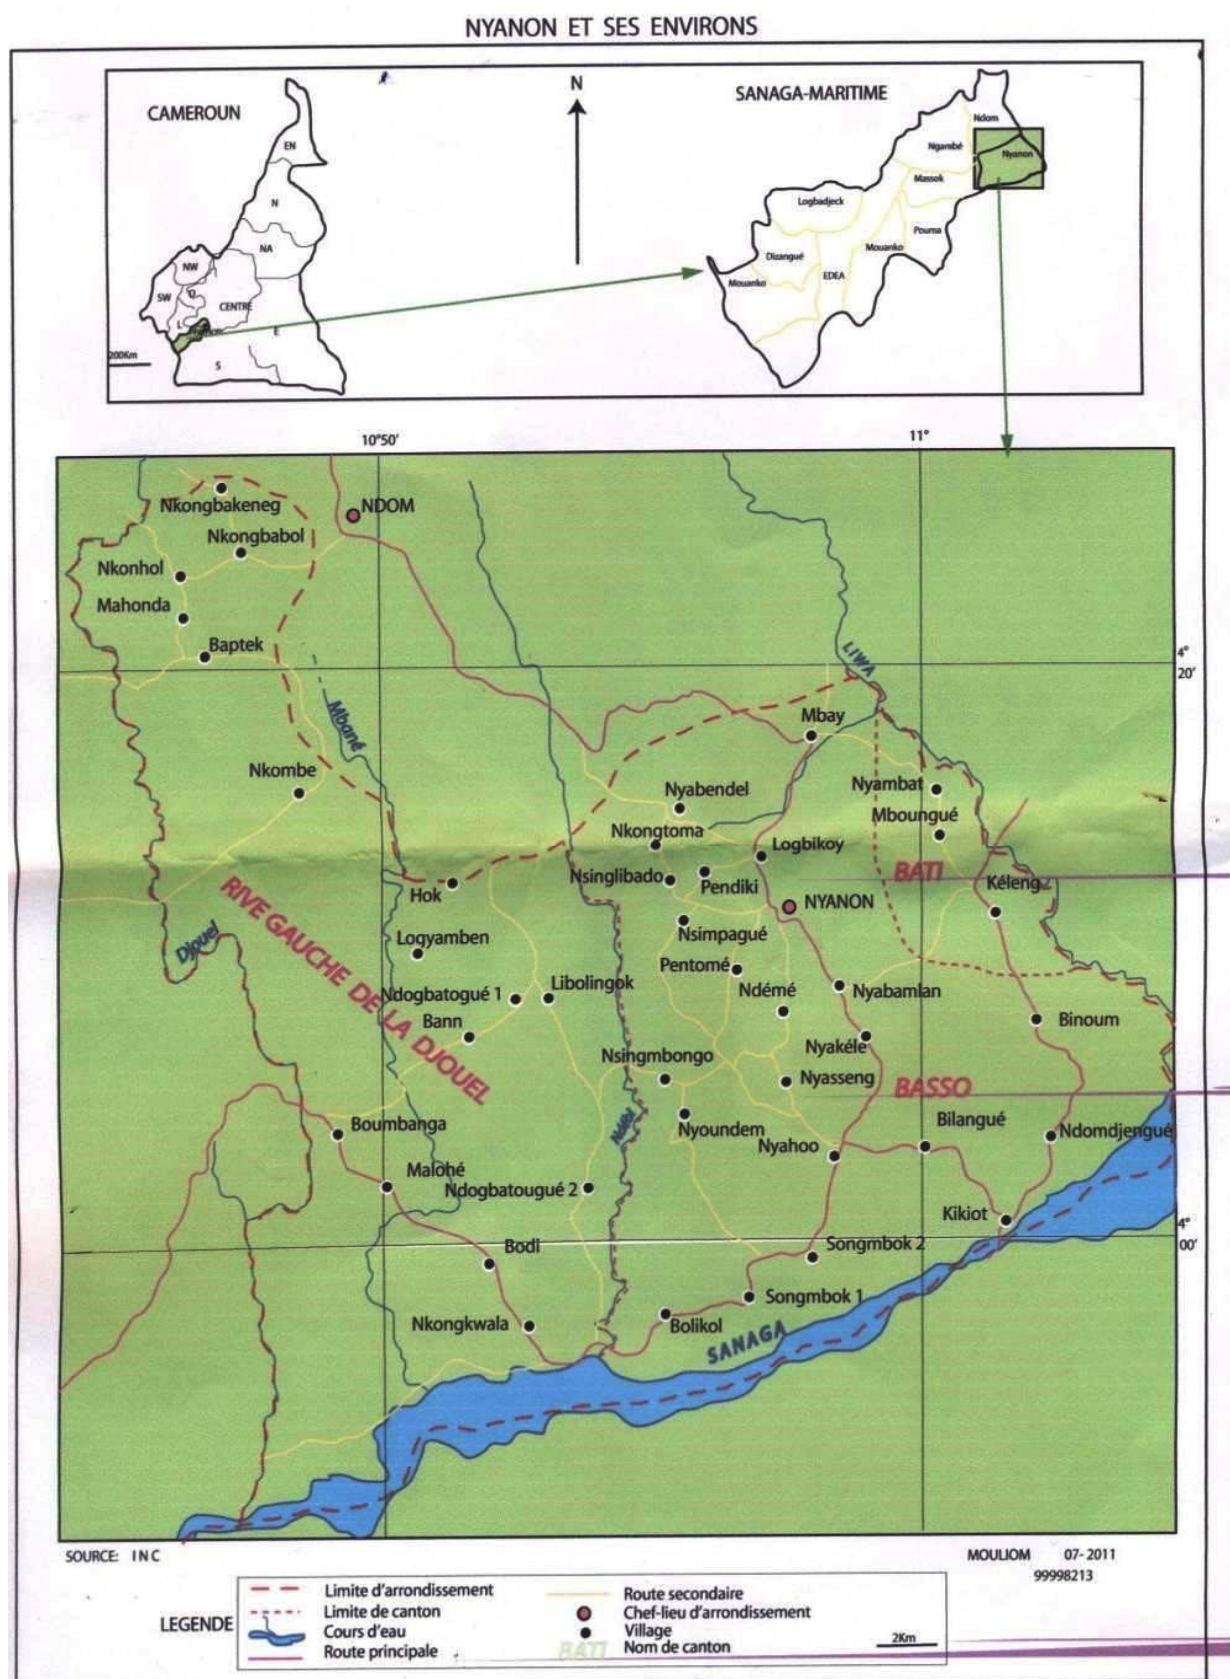 NYANON ET SES ENVIRONS
CAMEROUN
N
SANAGA-MARITIME
EN
N
NA
NW
SW
CENTRE
L
E
S
200Km
Ndom
Ngambé
Nyanon
Massok
Logbadjeck
Pouma
Mouanko
Dizangué
EDEA
Mouanko
10°50'
11°
Nkongbakeneg
NDOM
Nkongbabol
Nkonhol
Mahonda
Baptek
LIWA
4°
20'
Mbané
Mbay
Nkombe
Nyabendel
Nyambat
Mboungué
Nkongtoma
Logbikoy
Nsinglibado
Pendiki
BATI
Kéleng
Hok
NYANON
RIVE GAUCHE DE LA DJOUEL
Nsimpagué
Djouel
Logyamben
Pentomé
Ndogbatogué 1
Libolingok
Ndémé
Nyabamlan
Bann
Binoum
Nyakéle
Nsingmbongo
Nyasseng
BASSO
Boumbanga
Nyoundem
Bilangué
Ndomdjengué
Nyahoo
Malohé
Ndogbatougué 2
Kikiot
4°
00'
Bodi
Songmbok 2
Songmbok 1
Nkongkwala
Bolikol
SANAGA
SOURCE: INC
MOULIOM 07-2011
99998213
LEGENDE
Limite d'arrondissement
Limite de canton
Cours d'eau
Route principale
Route secondaire
Chef-lieu d'arrondissement
Village
BATI Nom de canton
2Km